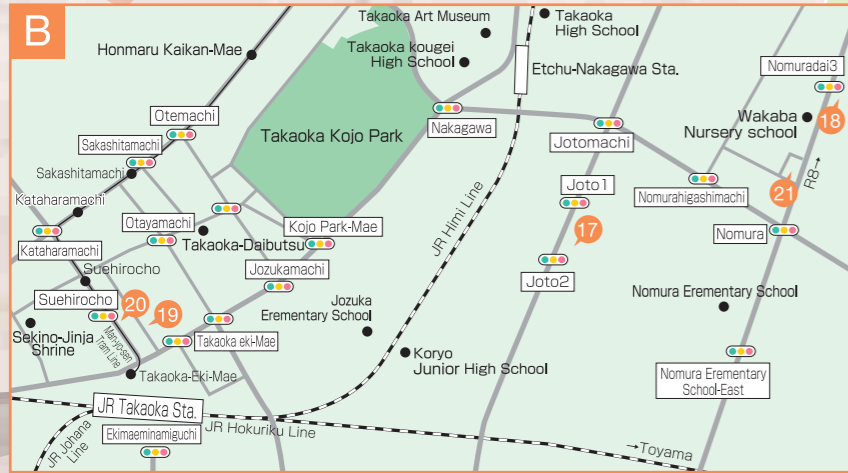 B
Takaoka Art Museum
Takaoka
High School
Honmaru Kaikan-Mae
Takaoka kougei
High School
Etchu-Nakagawa Sta.
Nomuradai3
Otemachi
Takaoka Kojo Park
Nakagawa
Wakaba
Nursery school
18
Sakashitamachi
Jotomachi
Sakashitamachi
Joto1
Nomurahigashimachi
21
R8→
Kataharamachi
Otayamachi
Kojo Park-Mae
JR Himi Line
17
Nomura
Kataharamachi
Takaoka-Daibutsu
Suehirocho
Jozukamachi
Joto2
Suehirocho
20
19
Jozuka
Erementary School
Nomura Erementary School
Sekino-Jinja
Shrine
Man-yo-sen
Tram Line
Takaoka eki-Mae
Koryo
Junior High School
Nomura Erementary
School-East
Takaoka-Eki-Mae
JR Takaoka Sta.
JR Hokuriku Line
Ekimaeminamiguchi
JR Johana
Line
→Toyama